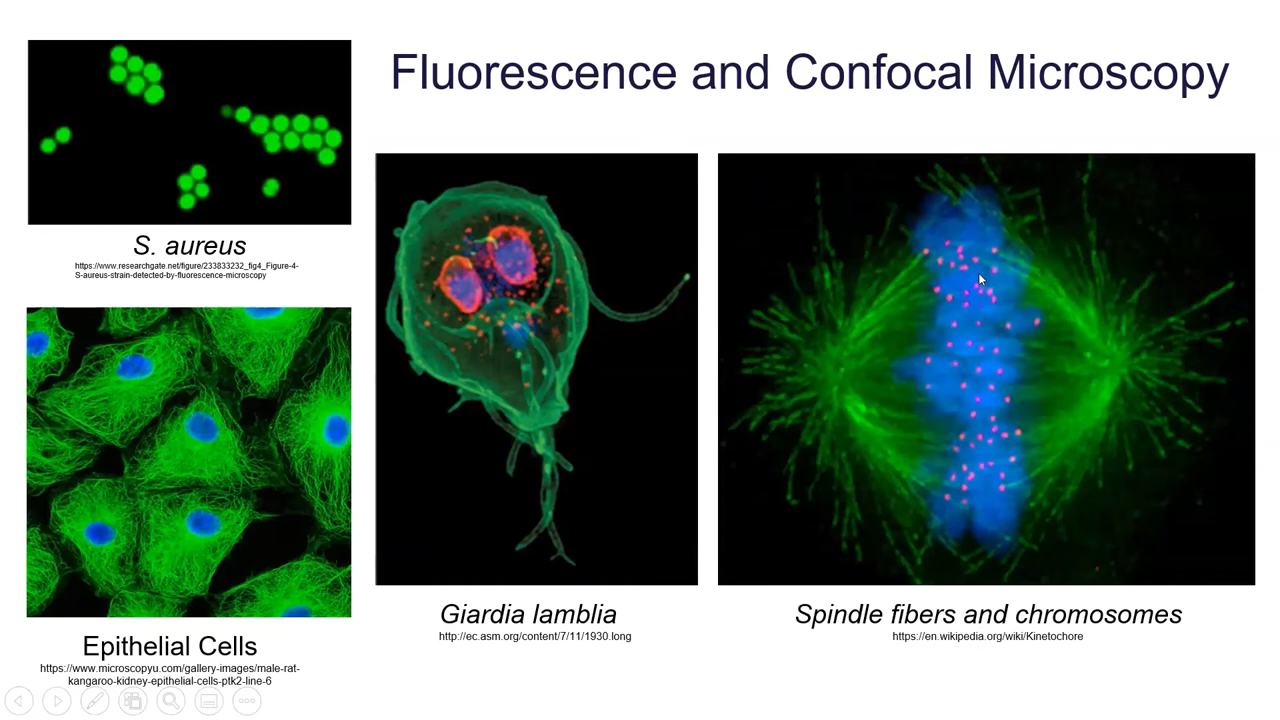 Fluorescence and Confocal Microscopy
S. aureus
https://www.researchgate.net/figure/233833232_fig4_Figure-4-
S-aureus-strain-detected-by-fluorescence-microscopy
Epithelial Cells
https://www.microscopyu.com/gallery-images/male-rat-
kangaroo-kidney-epithelial-cells-ptk2-line-6
Giardia lamblia
http://ec.asm.org/content/7/11/1930.long
Spindle fibers and chromosomes
https://en.wikipedia.org/wiki/Kinetochore